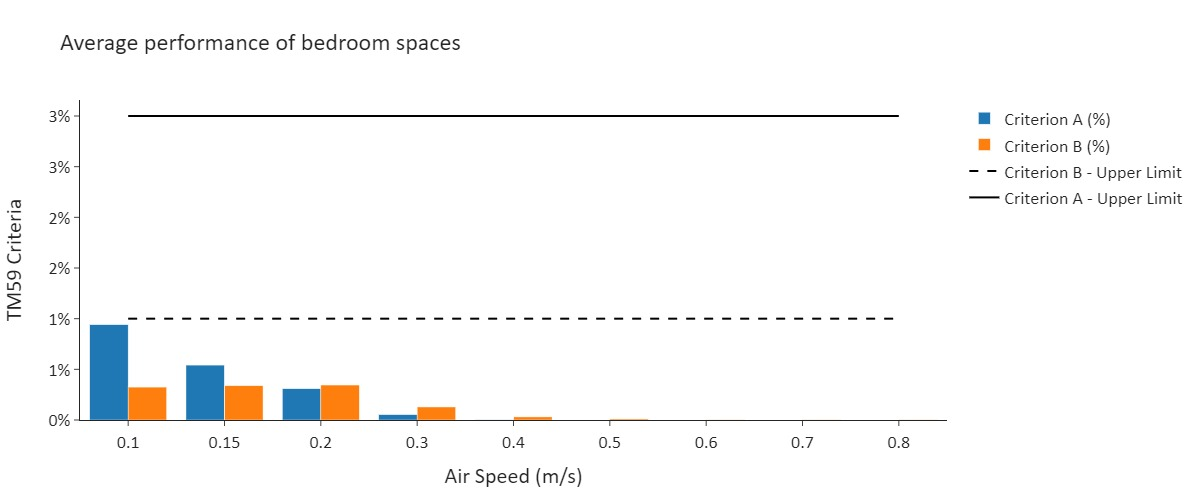 Average performance of bedroom spaces
TM59 Criteria
3%
3%
2%
2%
1%
1%
0%
0.1
0.15
0.2
0.3
0.4
0.5
0.6
0.7
0.8
Air Speed (m/s)
Criterion A (%)
Criterion B (%)
Criterion B - Upper Limit
Criterion A - Upper Limit